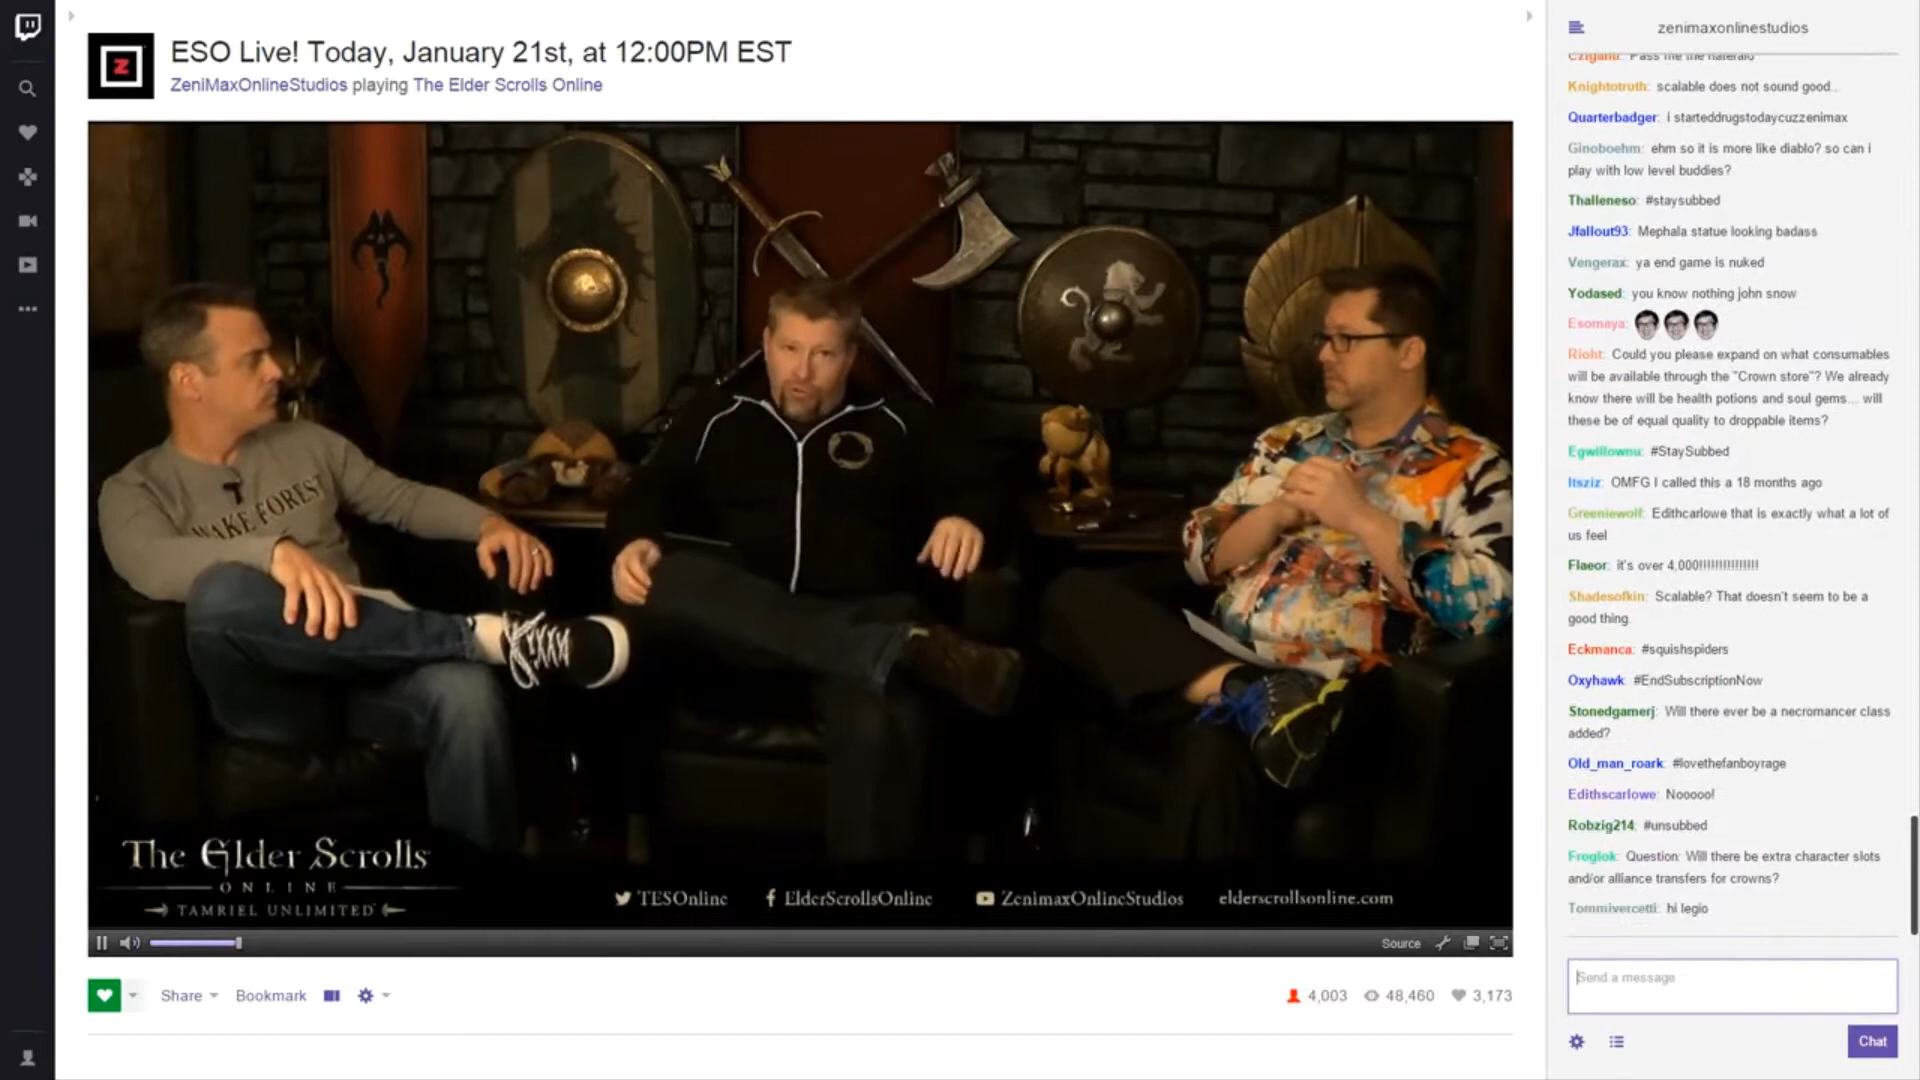 ESO Live! Today, January 21st, at 12:00PM EST
ZeniMaxOnlineStudios playing The Elder Scrolls Online
WAKE FOREST
The Elder Scrolls
ONLINE
TAMRIEL UNLIMITED
TESOnline
ElderScrollsOnline
ZenimaxOnlineStudios
elderscrollsonline.com
Source
Share
Bookmark
4,003
48,460
3,173
zenimaxonlinestudios
Pass me the haterald
Knightotruth: scalable does not sound good..
Quarterbadger: i starteddrugstodaycuzzenimax
Ginoboehm: ehm so it is more like diablo? so can i
play with low level buddies?
Thalleneso: #staysubbed
Jfallout93: Mephala statue looking badass
Vengerax: ya end game is nuked
Yodased: you know nothing john snow
Esomaya:
Rioht: Could you please expand on what consumables
will be available through the "Crown store"? We already
know there will be health potions and soul gems... will
these be of equal quality to droppable items?
Egwillownu: #StaySubbed
Itsziz: OMFG I called this a 18 months ago
Greeniewolf: Edithcarlowe that is exactly what a lot of
us feel
Flaeor: it's over 4,000!!!!!!!!!!!!!!!!
Shadesofkin: Scalable? That doesn't seem to be a
good thing.
Eckmanca: #squishspiders
Oxyhawk: #EndSubscriptionNow
Stonedgamerj: Will there ever be a necromancer class
added?
Old_man_roark: #lovethefanboyrage
Edithscarlowe: Nooooo!
Robzig214: #unsubbed
Froglok: Question: Will there be extra character slots
and/or alliance transfers for crowns?
Tommivercetti: hi legio
Send a message
Chat